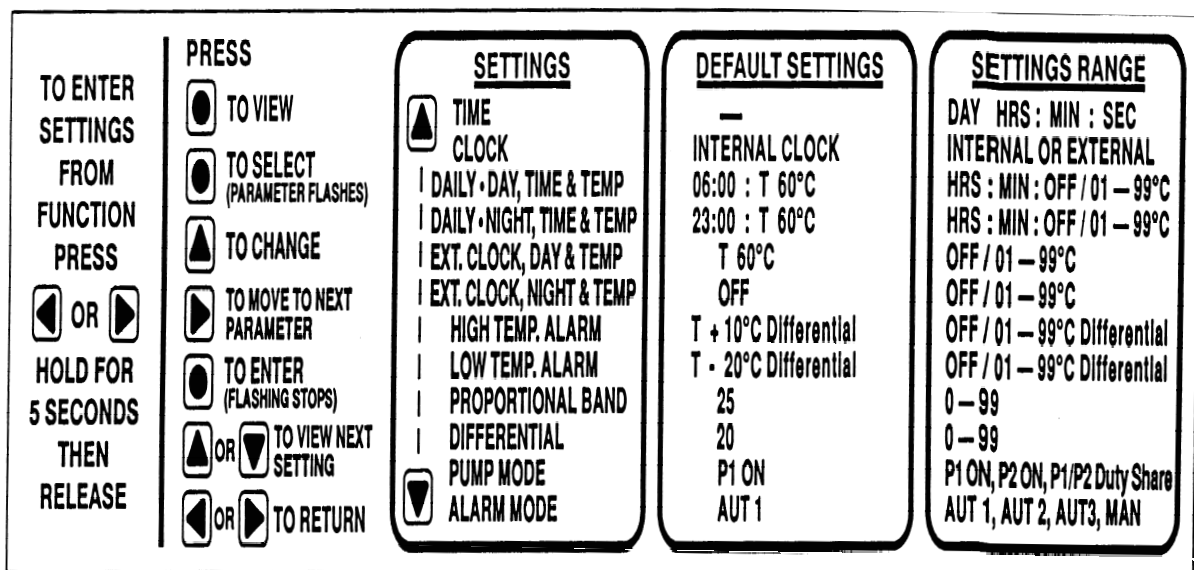 TO ENTER
SETTINGS
FROM
FUNCTION
PRESS
OR
HOLD FOR
5 SECONDS
THEN
RELEASE
PRESS
TO VIEW
TO SELECT
(PARAMETER FLASHES)
TO CHANGE
TO MOVE TO NEXT
PARAMETER
TO ENTER
(FLASHING STOPS)
OR TO VIEW NEXT
SETTING
OR TO RETURN
SETTINGS
TIME
CLOCK
DAILY • DAY, TIME & TEMP
DAILY • NIGHT, TIME & TEMP
EXT. CLOCK, DAY & TEMP
EXT. CLOCK, NIGHT & TEMP
HIGH TEMP. ALARM
LOW TEMP. ALARM
PROPORTIONAL BAND
DIFFERENTIAL
PUMP MODE
ALARM MODE
DEFAULT SETTINGS
—
INTERNAL CLOCK
06:00 : T 60°C
23:00 : T 60°C
T 60°C
OFF
T + 10°C Differential
T - 20°C Differential
25
20
P1 ON
AUT 1
SETTINGS RANGE
DAY HRS : MIN : SEC
INTERNAL OR EXTERNAL
HRS : MIN : OFF / 01 — 99°C
HRS : MIN : OFF / 01 — 99°C
OFF / 01 — 99°C
OFF / 01 — 99°C
OFF / 01 — 99°C Differential
OFF / 01 — 99°C Differential
0 — 99
0 — 99
P1 ON, P2 ON, P1/P2 Duty Share
AUT 1, AUT 2, AUT3, MAN